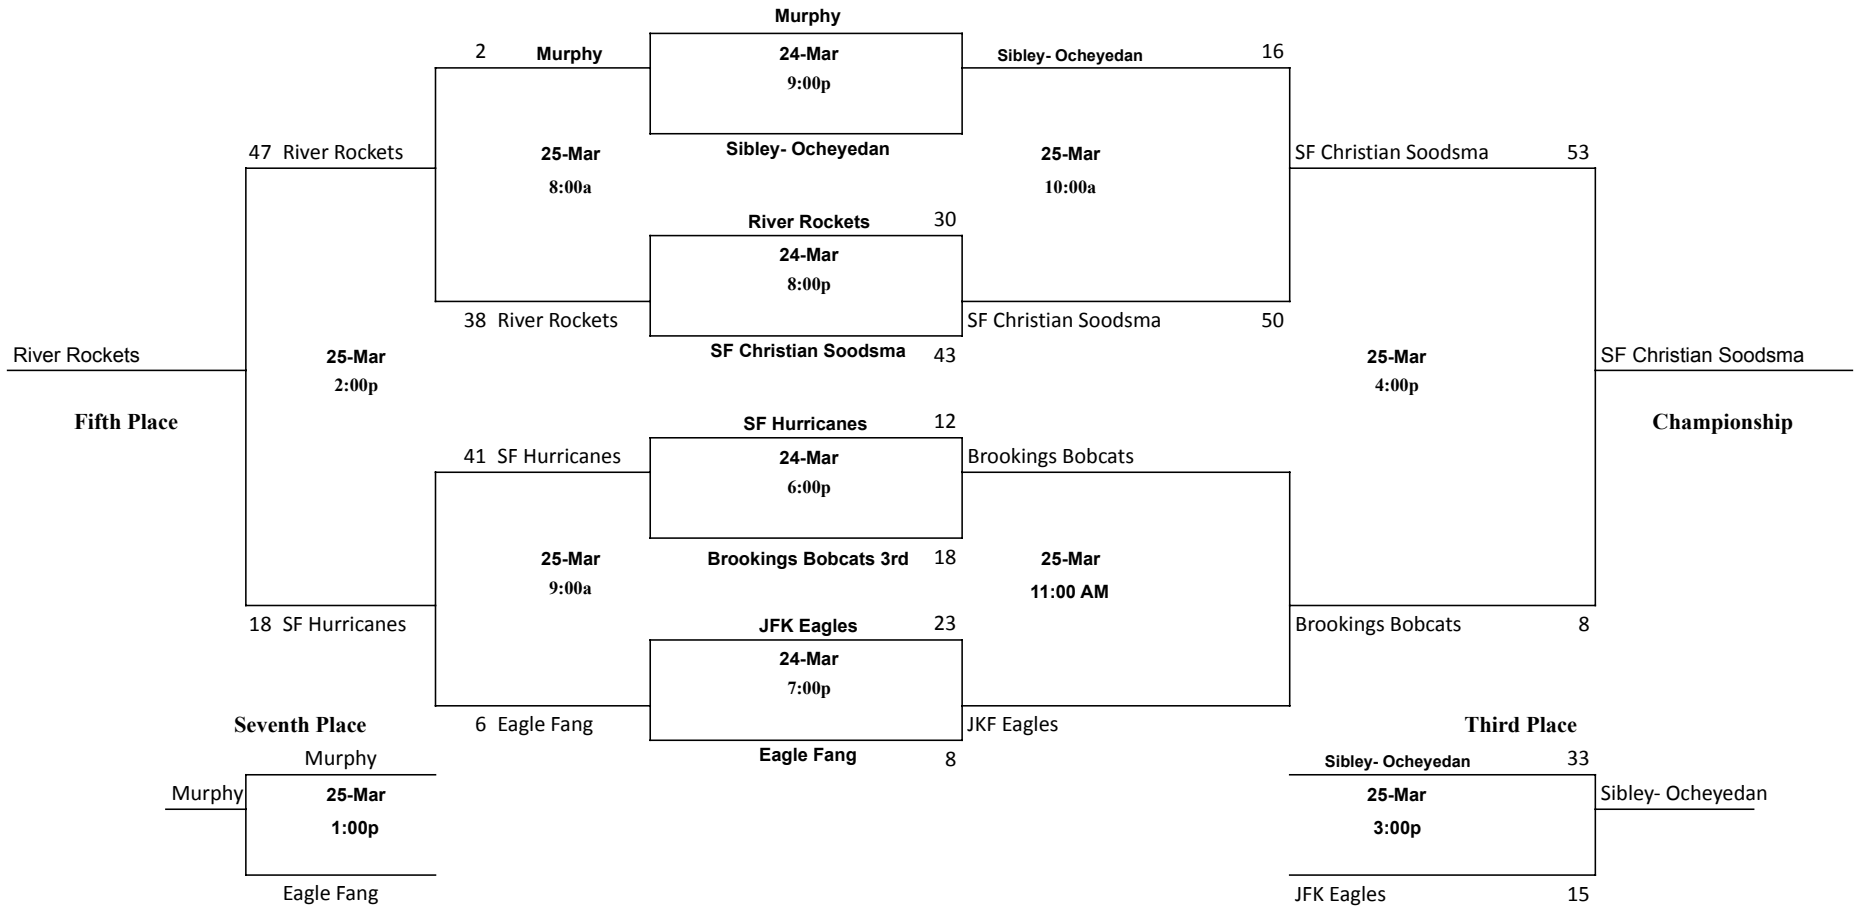 Murphy
2 Murphy 24-Mar Sibley- Ocheyedan 16
9:00p
47 River Rockets 25-Mar Sibley- Ocheyedan 25-Mar SF Christian Soodsma 53
8:00a 10:00a
River Rockets 30
24-Mar
8:00p
38 River Rockets SF Christian Soodsma 50
River Rockets 25-Mar SF Christian Soodsma 43 25-Mar SF Christian Soodsma
2:00p 4:00p
Fifth Place SF Hurricanes 12 Championship
41 SF Hurricanes 24-Mar Brookings Bobcats
6:00p
25-Mar Brookings Bobcats 3rd 18 25-Mar
9:00a 11:00 AM
18 SF Hurricanes JFK Eagles 23 Brookings Bobcats 8
24-Mar
7:00p
Seventh Place 6 Eagle Fang JKF Eagles Third Place
Murphy Eagle Fang 8 Sibley- Ocheyedan 33
Murphy 25-Mar 25-Mar Sibley- Ocheyedan
1:00p 3:00p
Eagle Fang JFK Eagles 15